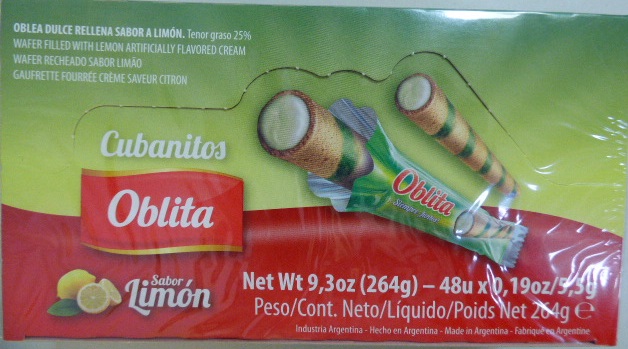 OBLEA DULCE RELLENA SABOR A LIMÓN. Tenor graso 25%
WAFER FILLED WITH LEMON ARTIFICIALLY FLAVORED CREAM
WAFER RECHEADO SABOR LIMÃO
GAUFRETTE FOURRÉE CRÈME SAVEUR CITRON
Cubanitos
Oblita
Oblita
Sabor
Limón
Net Wt 9,3oz (264g) – 48u x 0,19oz/5,5g
Peso/Cont. Neto/Líquido/Poids Net 264g ℮
Industria Argentina - Hecho en Argentina - Made in Argentina - Fabriqué en Argentine